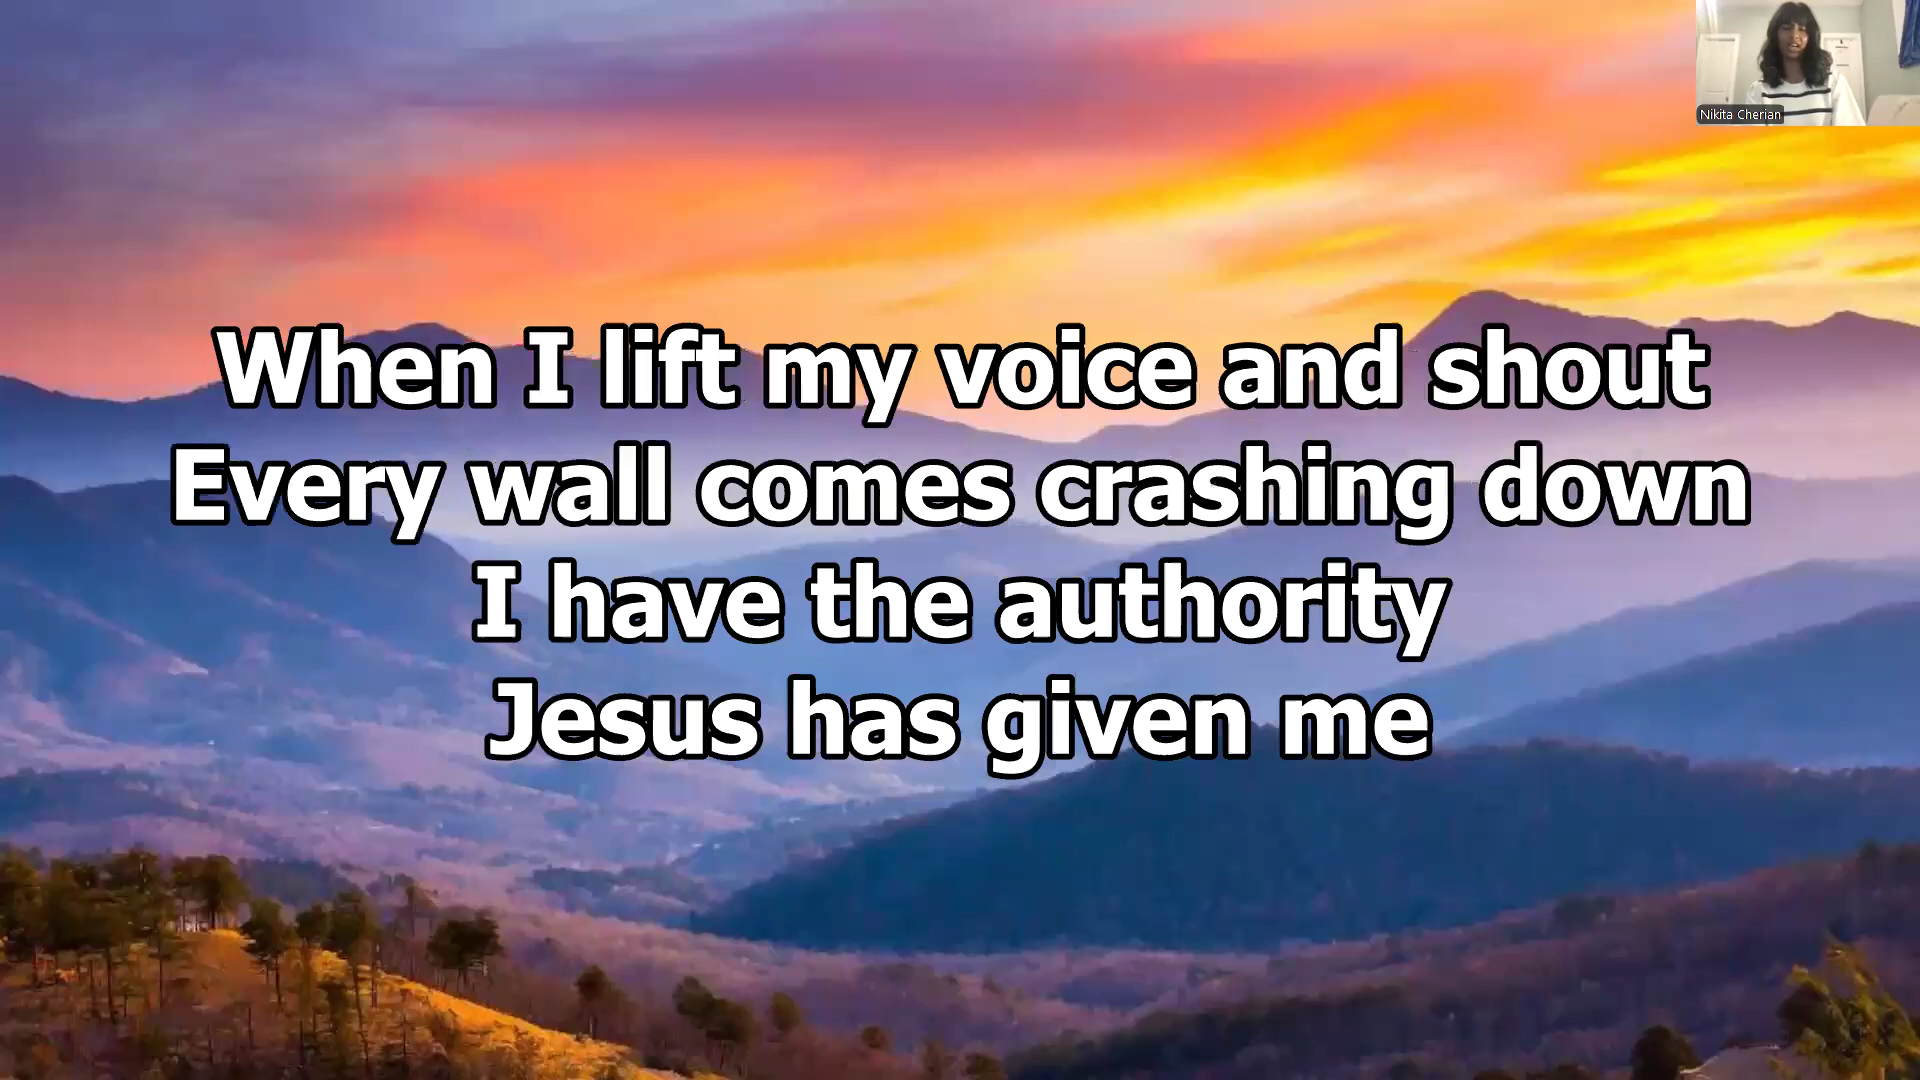 Nikita Cherian
When I lift my voice and shout
Every wall comes crashing down
I have the authority
Jesus has given me